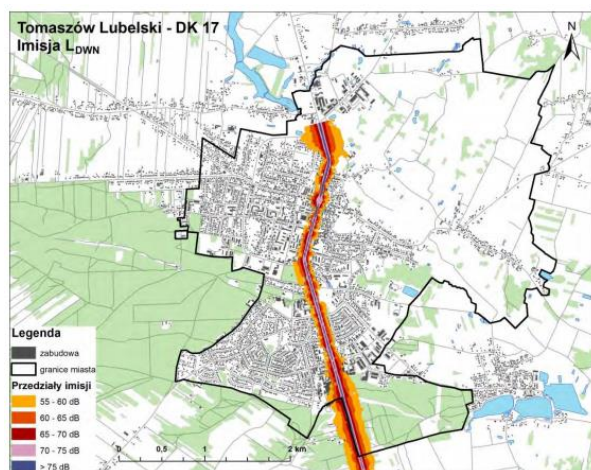 Tomaszów Lubelski - DK 17
Imisja LDWN
N
Legenda
zabudowa
granice miasta
Przedziały imisji
55 - 60 dB
60 - 65 dB
65 - 70 dB
70 - 75 dB
> 75 dB
0 0,5 1 2 km